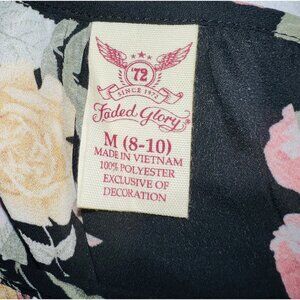 '72
SINCE 1972
Faded Glory
M (8-10)
MADE IN VIETNAM
100% POLYESTER
EXCLUSIVE OF
DECORATION